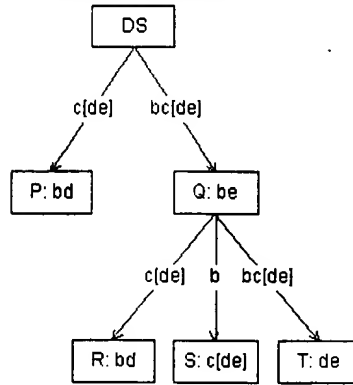 DS
c[de] bc[de]
P: bd Q: be
c[de] b bc[de]
R: bd S: c[de] T: de